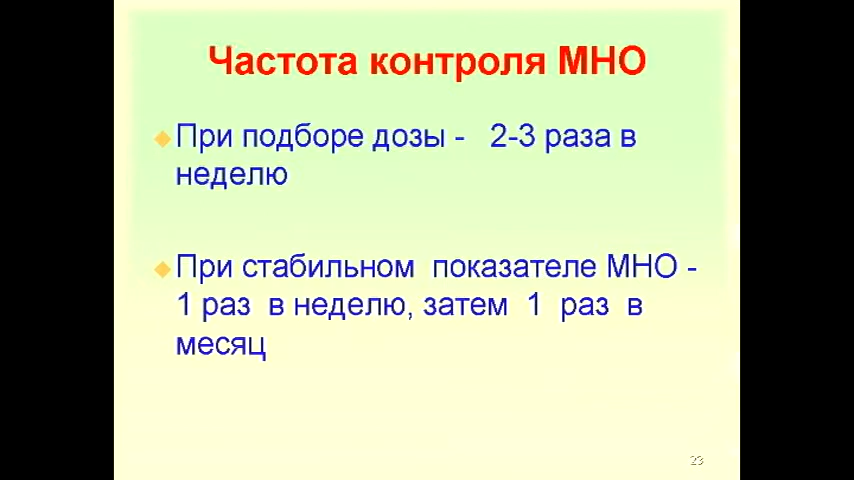 Частота контроля МНО
При подборе дозы - 2-3 раза в
неделю
При стабильном показателе МНО -
1 раз в неделю, затем 1 раз в
месяц
23